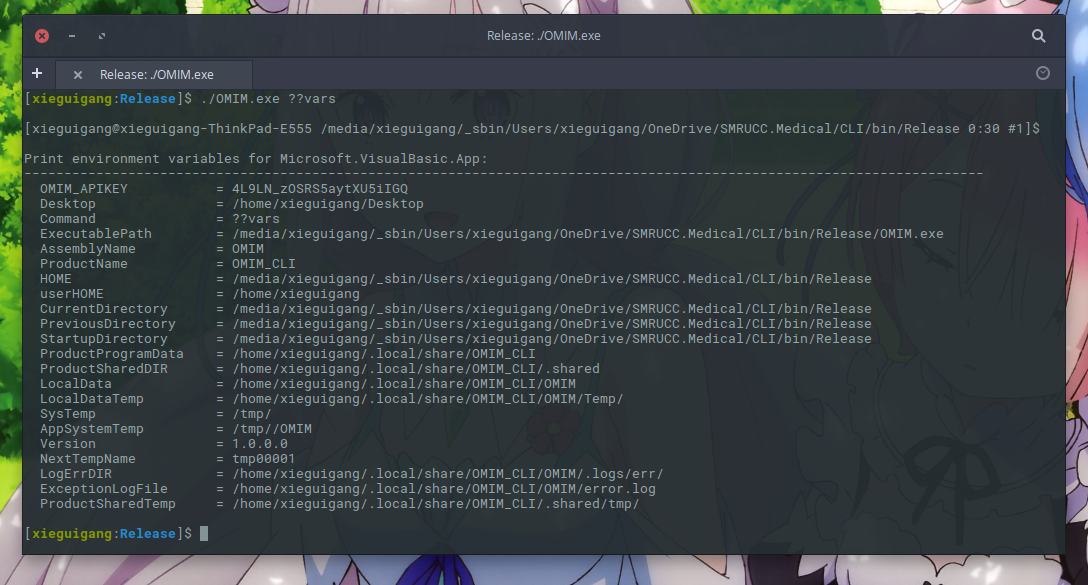 Release: ./OMIM.exe
Release: ./OMIM.exe
[xieguigang:Release]$ ./OMIM.exe ??vars
[xieguigang@xieguigang-ThinkPad-E555 /media/xieguigang/_sbin/Users/xieguigang/OneDrive/SMRUCC.Medical/CLI/bin/Release 0:30 #1]$
Print environment variables for Microsoft.VisualBasic.App:
------------------------------------------------------------------------------------------------------------------------
OMIM_APIKEY = 4L9LN_zOSRS5aytXU5iIGQ
Desktop = /home/xieguigang/Desktop
Command = ??vars
ExecutablePath = /media/xieguigang/_sbin/Users/xieguigang/OneDrive/SMRUCC.Medical/CLI/bin/Release/OMIM.exe
AssemblyName = OMIM
ProductName = OMIM_CLI
HOME = /media/xieguigang/_sbin/Users/xieguigang/OneDrive/SMRUCC.Medical/CLI/bin/Release
userHOME = /home/xieguigang
CurrentDirectory = /media/xieguigang/_sbin/Users/xieguigang/OneDrive/SMRUCC.Medical/CLI/bin/Release
PreviousDirectory = /media/xieguigang/_sbin/Users/xieguigang/OneDrive/SMRUCC.Medical/CLI/bin/Release
StartupDirectory = /media/xieguigang/_sbin/Users/xieguigang/OneDrive/SMRUCC.Medical/CLI/bin/Release
ProductProgramData = /home/xieguigang/.local/share/OMIM_CLI
ProductSharedDIR = /home/xieguigang/.local/share/OMIM_CLI/.shared
LocalData = /home/xieguigang/.local/share/OMIM_CLI/OMIM
LocalDataTemp = /home/xieguigang/.local/share/OMIM_CLI/OMIM/Temp/
SysTemp = /tmp/
AppSystemTemp = /tmp//OMIM
Version = 1.0.0.0
NextTempName = tmp00001
LogErrDIR = /home/xieguigang/.local/share/OMIM_CLI/OMIM/.logs/err/
ExceptionLogFile = /home/xieguigang/.local/share/OMIM_CLI/OMIM/error.log
ProductSharedTemp = /home/xieguigang/.local/share/OMIM_CLI/.shared/tmp/
[xieguigang:Release]$